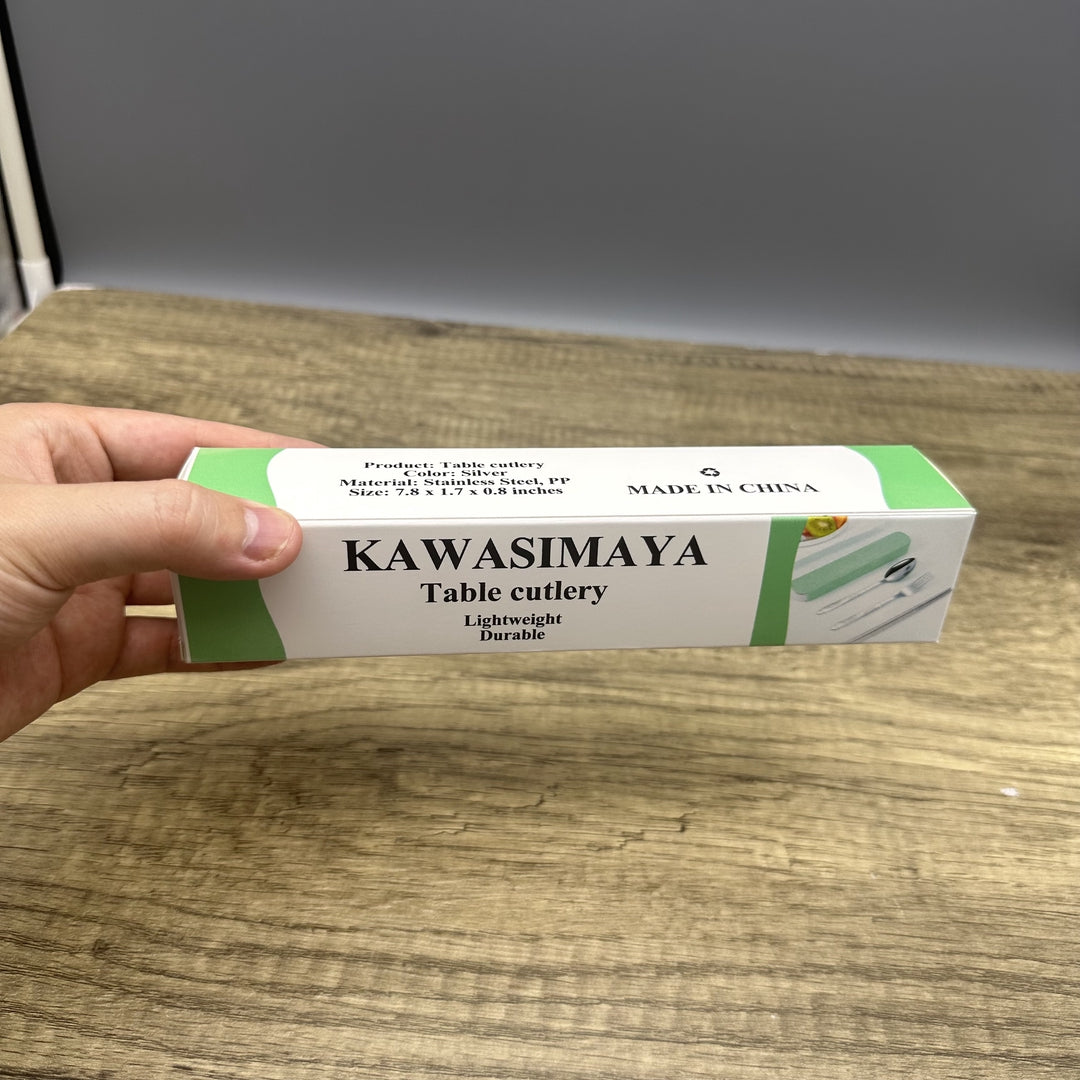 Product: Table cutlery
Color: Silver
Material: Stainless Steel, PP
Size: 7.8 x 1.7 x 0.8 inches
MADE IN CHINA
KAWASIMAYA
Table cutlery
Lightweight
Durable